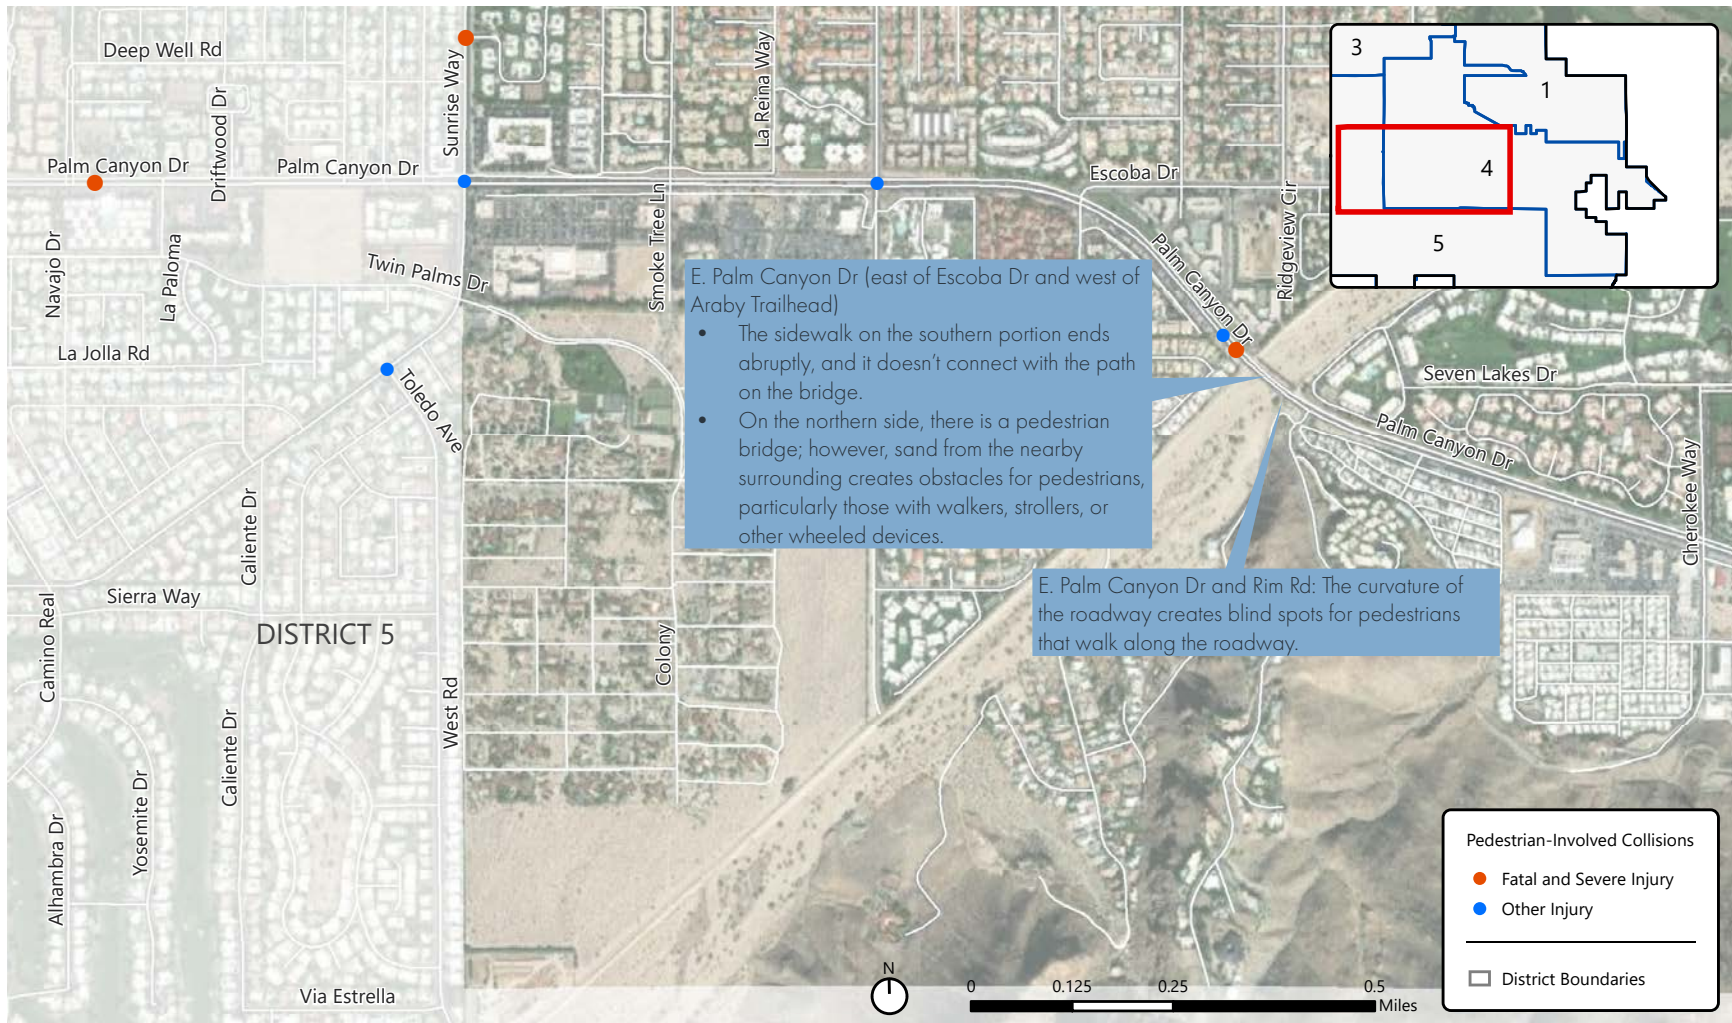 Deep Well Rd
Driftwood Dr
Sunrise Way
La Reina Way
Palm Canyon Dr
Palm Canyon Dr
Escoba Dr
Navajo Dr
La Paloma
Twin Palms Dr
Smoke Tree Ln
Palm Canyon Dr
Ridgeview Cir
3
1
4
5
E. Palm Canyon Dr (east of Escoba Dr and west of
Araby Trailhead)
• The sidewalk on the southern portion ends
abruptly, and it doesn’t connect with the path
on the bridge.
• On the northern side, there is a pedestrian
bridge; however, sand from the nearby
surrounding creates obstacles for pedestrians,
particularly those with walkers, strollers, or
other wheeled devices.
La Jolla Rd
Toledo Ave
Seven Lakes Dr
Palm Canyon Dr
Cherokee Way
Caliente Dr
E. Palm Canyon Dr and Rim Rd: The curvature of
the roadway creates blind spots for pedestrians
that walk along the roadway.
Sierra Way
Camino Real
DISTRICT 5
Colony
West Rd
Caliente Dr
Yosemite Dr
Alhambra Dr
Via Estrella
N
0 0.125 0.25 0.5
Miles
Pedestrian-Involved Collisions
Fatal and Severe Injury
Other Injury
District Boundaries